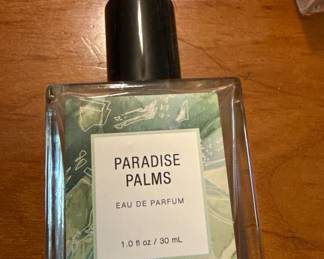 PARADISE
PALMS
EAU DE PARFUM
1.0 fl oz / 30 mL